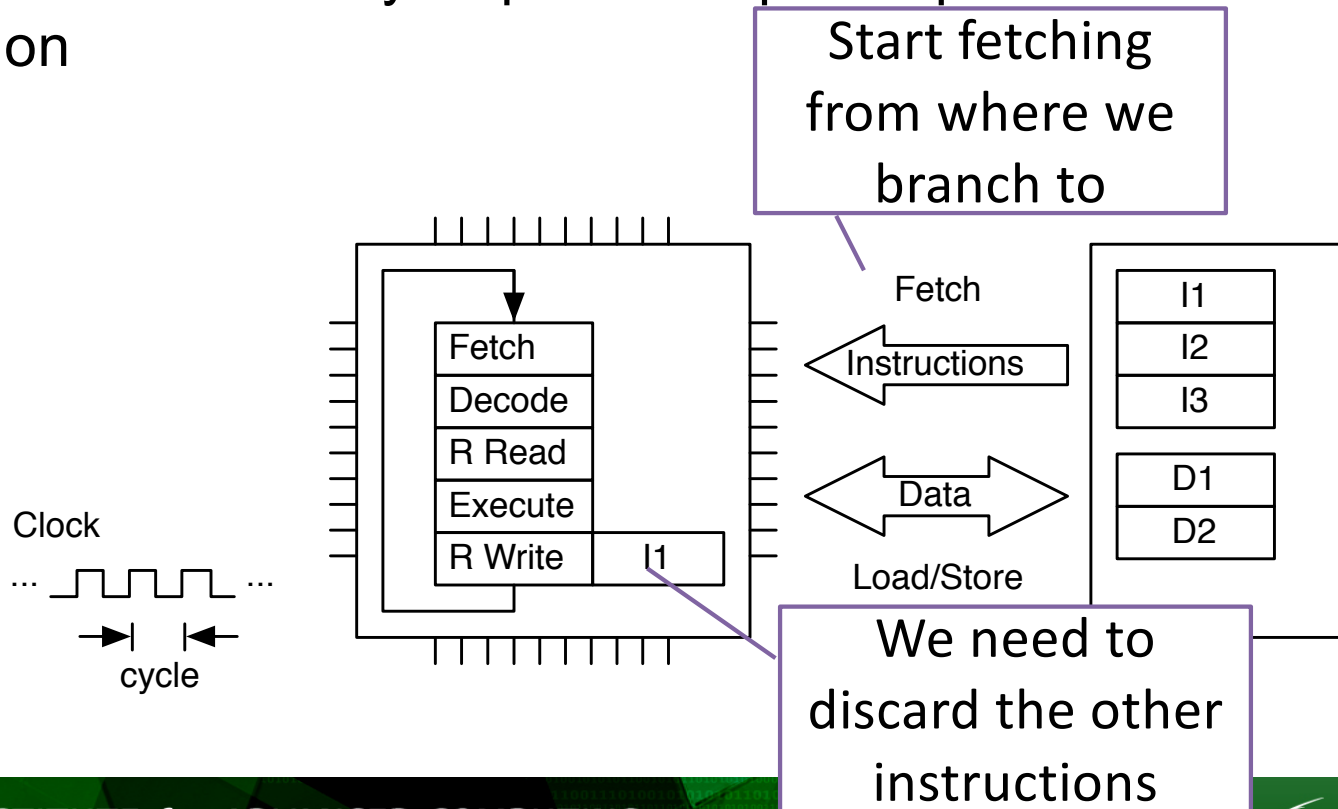 on
Start fetching
from where we
branch to
Fetch
I1
Fetch
Instructions
I2
Decode
I3
R Read
Data
D1
Execute
D2
Clock
R Write
I1
Load/Store
... ...
cycle
We need to
discard the other
instructions